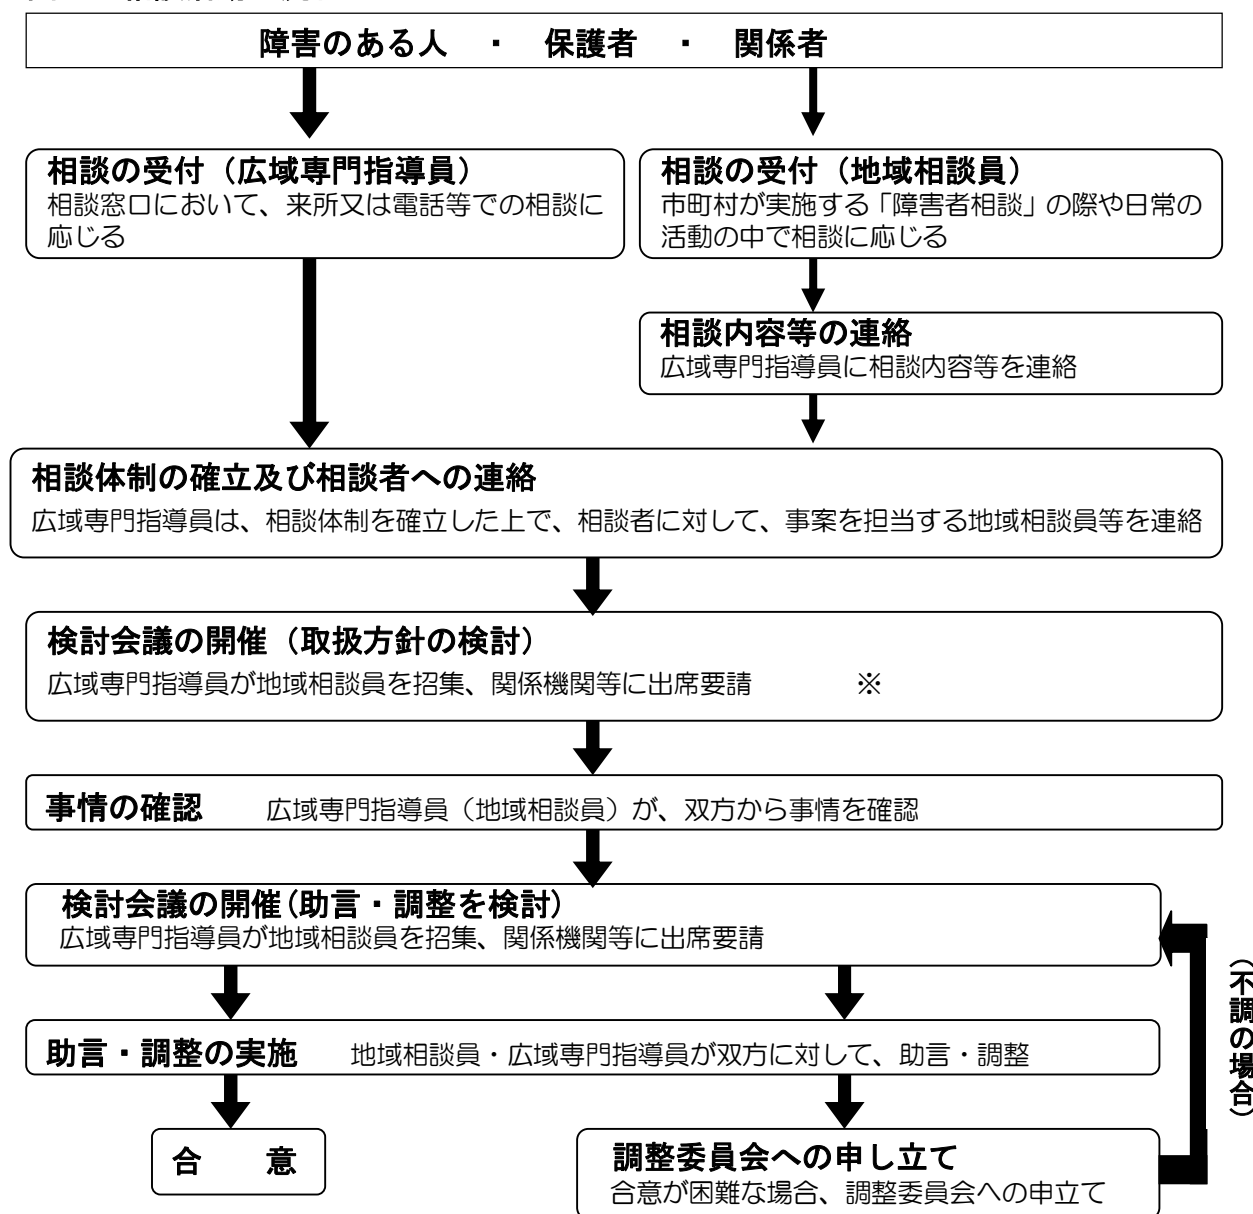 障害のある人 ・ 保護者 ・ 関係者
相談の受付（広域専門指導員）
相談窓口において、来所又は電話等での相談に
応じる
相談の受付（地域相談員）
市町村が実施する「障害者相談」の際や日常の
活動の中で相談に応じる
相談内容等の連絡
広域専門指導員に相談内容等を連絡
相談体制の確立及び相談者への連絡
広域専門指導員は、相談体制を確立した上で、相談者に対して、事案を担当する地域相談員等を連絡
検討会議の開催（取扱方針の検討）
広域専門指導員が地域相談員を招集、関係機関等に出席要請 ※
事情の確認 広域専門指導員（地域相談員）が、双方から事情を確認
検討会議の開催(助言・調整を検討)
広域専門指導員が地域相談員を招集、関係機関等に出席要請
（不調の場合）
助言・調整の実施 地域相談員・広域専門指導員が双方に対して、助言・調整
合 意
調整委員会への申し立て
合意が困難な場合、調整委員会への申立て